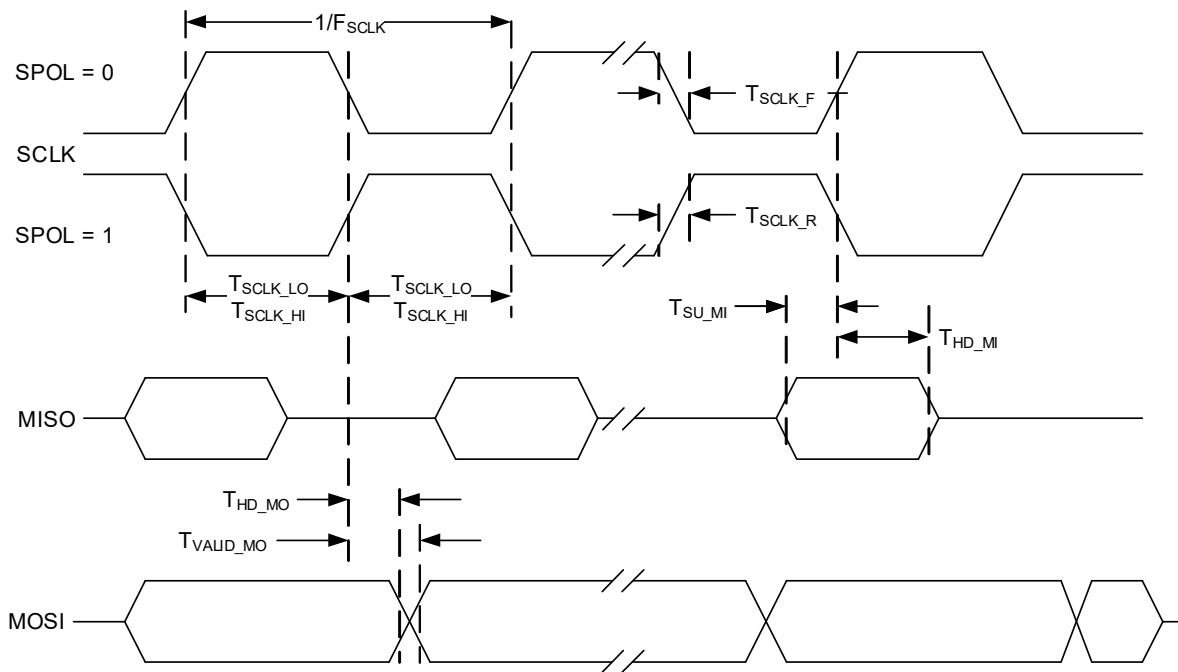 1/FSCLK
SPOL = 0
TSCLK_F
SCLK
SPOL = 1
TSCLK_R
TSCLK_LO
TSCLK_HI
TSCLK_LO
TSCLK_HI
TSU_MI
THD_MI
MISO
THD_MO
TVALID_MO
MOSI